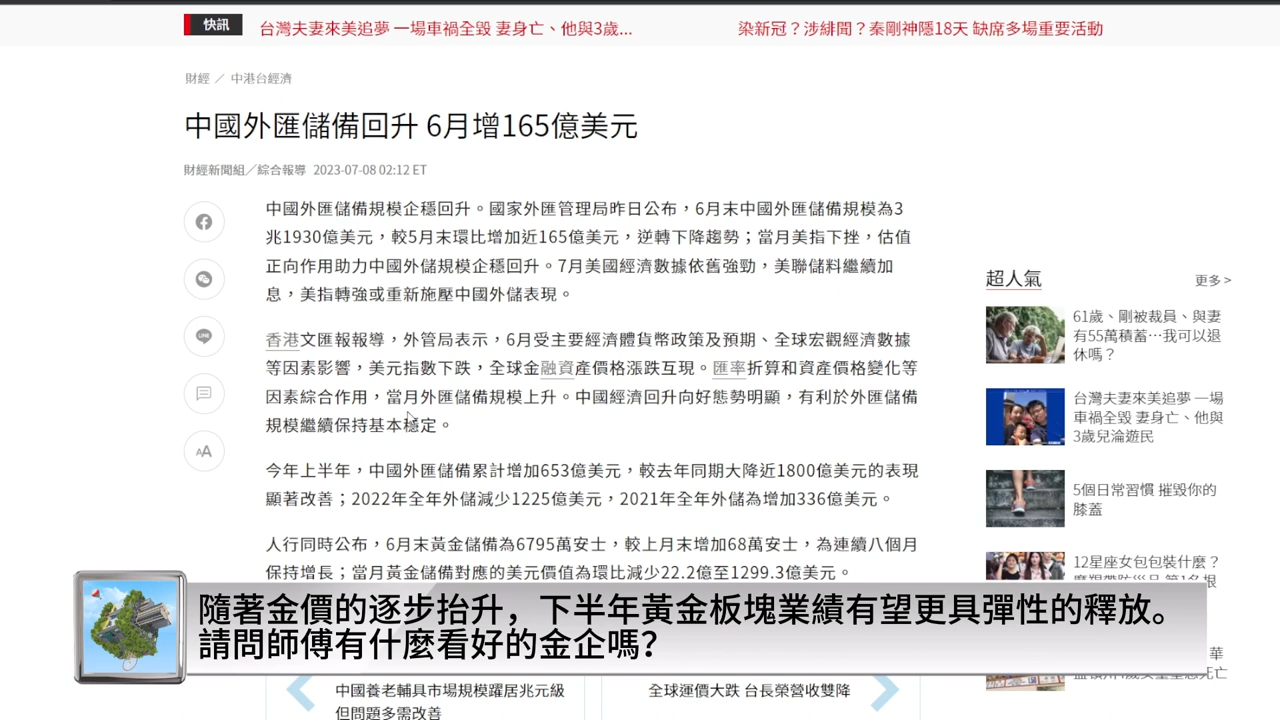 快訊
台灣夫妻來美追夢 一場車禍全毀 妻身亡、他與3歲...
染新冠？涉緋聞？秦剛神隱18天 缺席多場重要活動
財經 ／ 中港台經濟
中國外匯儲備回升 6月增165億美元
財經新聞組／綜合報導 2023-07-08 02:12 ET
中國外匯儲備規模企穩回升。國家外匯管理局昨日公布，6月末中國外匯儲備規模為3
兆1930億美元，較5月末環比增加近165億美元，逆轉下降趨勢；當月美指下挫，估值
正向作用助力中國外儲規模企穩回升。7月美國經濟數據依舊強勁，美聯儲料繼續加
息，美指轉強或重新施壓中國外儲表現。
香港文匯報報導，外管局表示，6月受主要經濟體貨幣政策及預期、全球宏觀經濟數據
等因素影響，美元指數下跌，全球金融資產價格漲跌互現。匯率折算和資產價格變化等
因素綜合作用，當月外匯儲備規模上升。中國經濟回升向好態勢明顯，有利於外匯儲備
規模繼續保持基本穩定。
今年上半年，中國外匯儲備累計增加653億美元，較去年同期大降近1800億美元的表現
顯著改善；2022年全年外儲減少1225億美元，2021年全年外儲為增加336億美元。
人行同時公布，6月末黃金儲備為6795萬安士，較上月末增加68萬安士，為連續八個月
保持增長；當月黃金儲備對應的美元價值為環比減少22.2億至1299.3億美元。
AA
超人氣
更多 >
61歲、剛被裁員、與妻
有55萬積蓄…我可以退
休嗎？
台灣夫妻來美追夢 一場
車禍全毀 妻身亡、他與
3歲兒淪遊民
5個日常習慣 摧毀你的
膝蓋
12星座女包包裝什麼？
華
隨著金價的逐步抬升，下半年黃金板塊業績有望更具彈性的釋放。
請問師傅有什麼看好的金企嗎？
中國養老輔具市場規模躍居兆元級
但問題多需改善
全球運價大跌 台長榮營收雙降